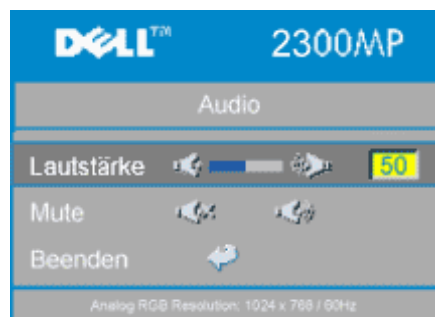 DELL™ 2300MP
Audio
Lautstärke 50
Mute
Beenden
Analog RGB Resolution: 1024 x 768 / 60Hz